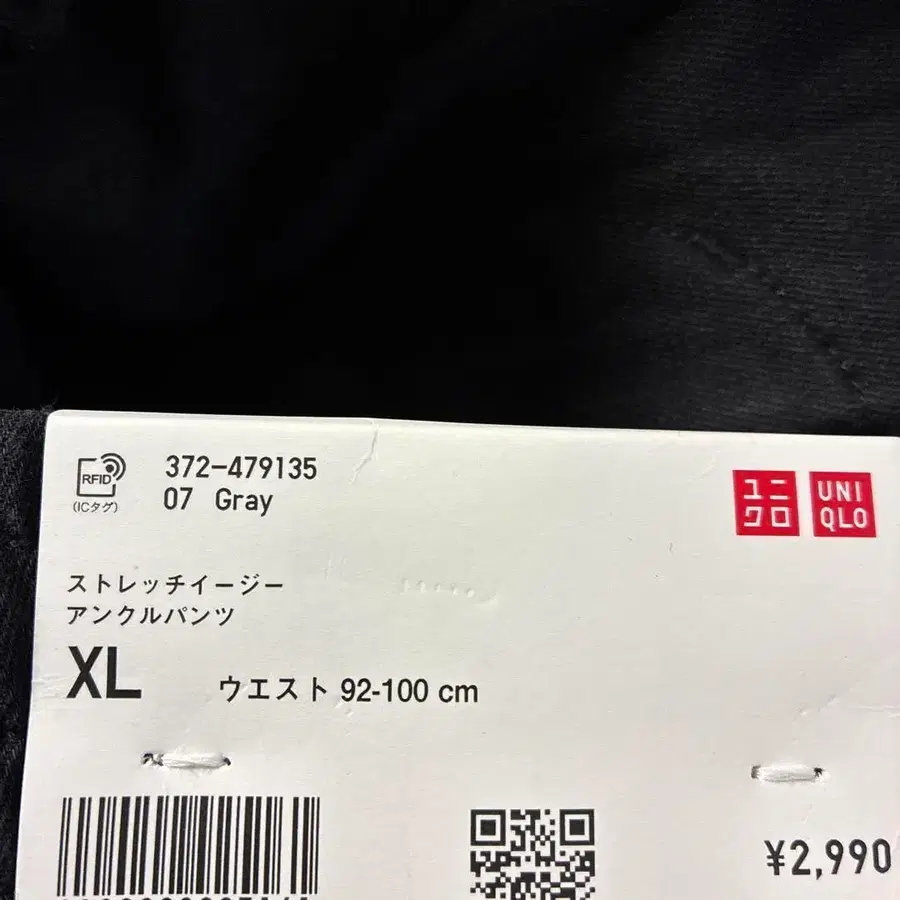 RFID
(ICタグ)
372-479135
07 Gray
ユニ
クロ
UNI
QLO
ストレッチイージー
アンクルパンツ
XL
ウエスト 92-100 cm
¥2,990